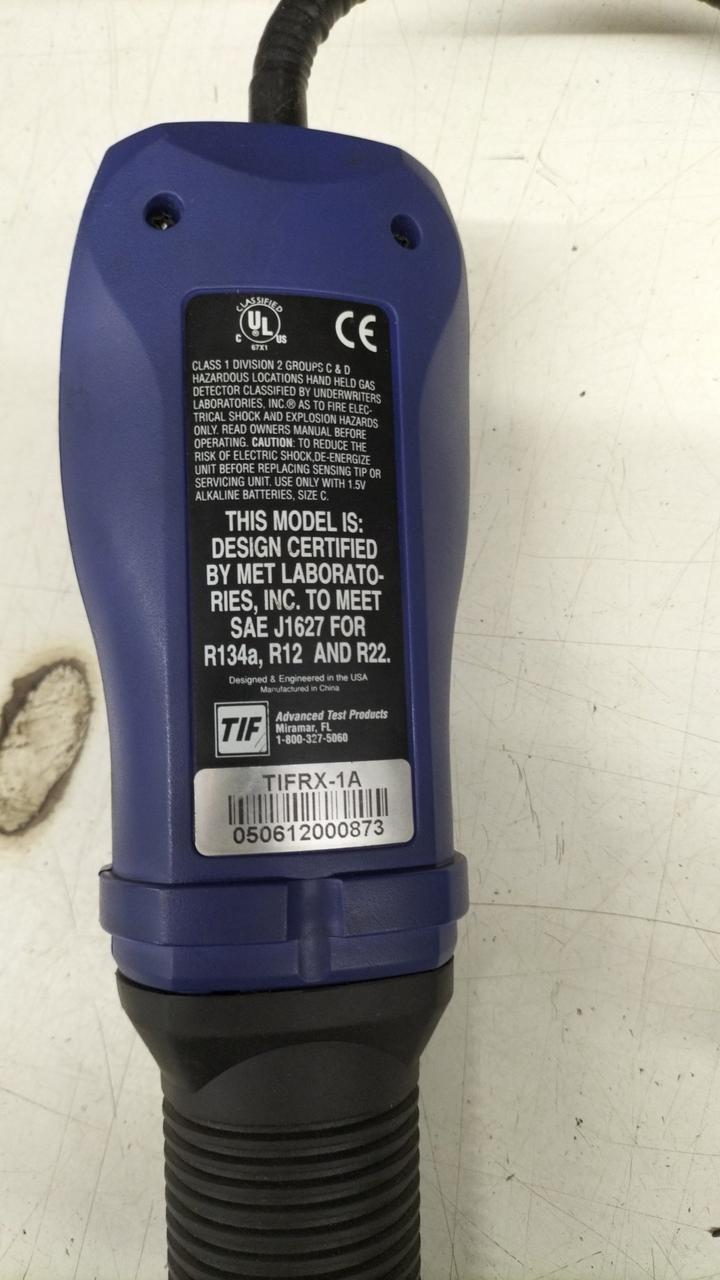 CLASSIFIED
UL
®
C US
67X1
CE
CLASS 1 DIVISION 2 GROUPS C & D
HAZARDOUS LOCATIONS HAND HELD GAS
DETECTOR CLASSIFIED BY UNDERWRITERS
LABORATORIES, INC.® AS TO FIRE ELEC-
TRICAL SHOCK AND EXPLOSION HAZARDS
ONLY. READ OWNERS MANUAL BEFORE
OPERATING. CAUTION: TO REDUCE THE
RISK OF ELECTRIC SHOCK,DE-ENERGIZE
UNIT BEFORE REPLACING SENSING TIP OR
SERVICING UNIT. USE ONLY WITH 1.5V
ALKALINE BATTERIES, SIZE C.
THIS MODEL IS:
DESIGN CERTIFIED
BY MET LABORATO-
RIES, INC. TO MEET
SAE J1627 FOR
R134a, R12 AND R22.
Designed & Engineered in the USA
Manufactured in China
TIF
Advanced Test Products
Miramar, FL
1-800-327-5060
TIFRX-1A
050612000873